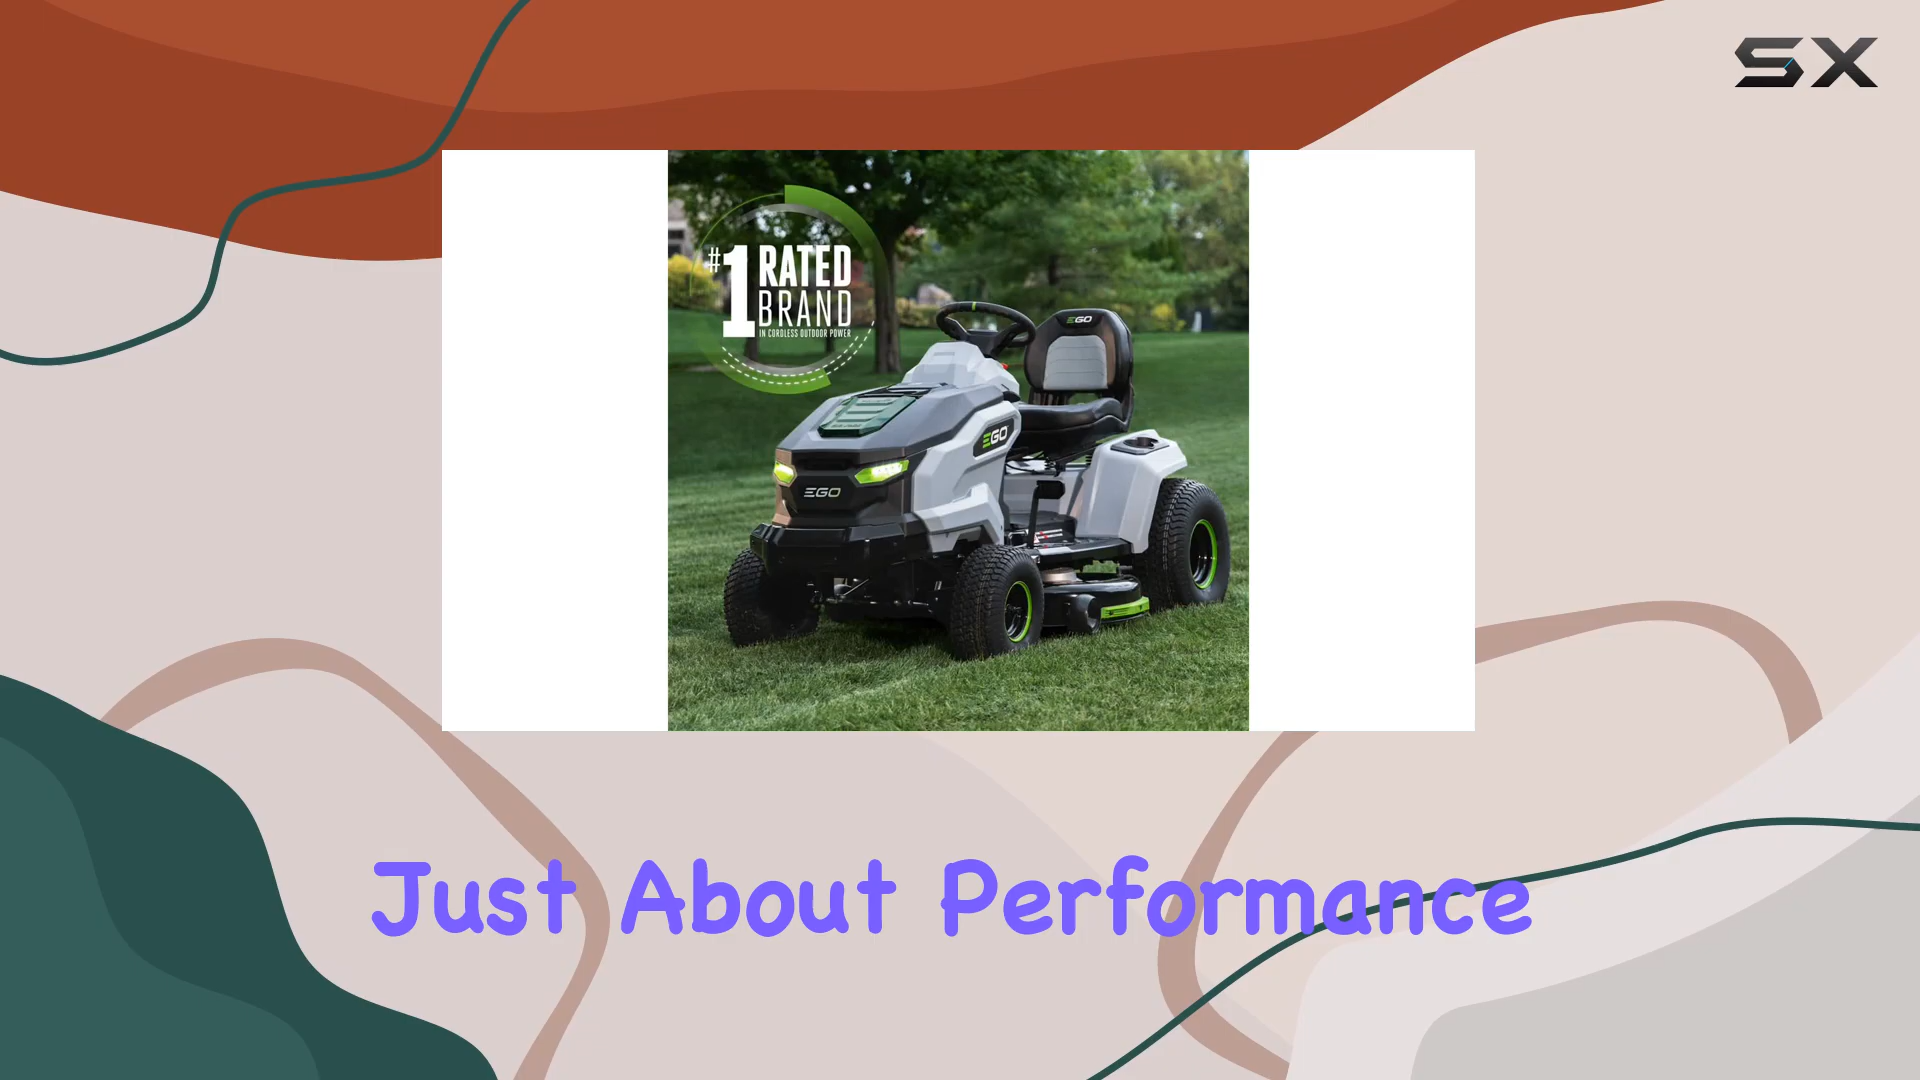 SX
#1 RATED
BRAND
IN CORDLESS OUTDOOR POWER
EGO
EGO
EGO
Just About Performance